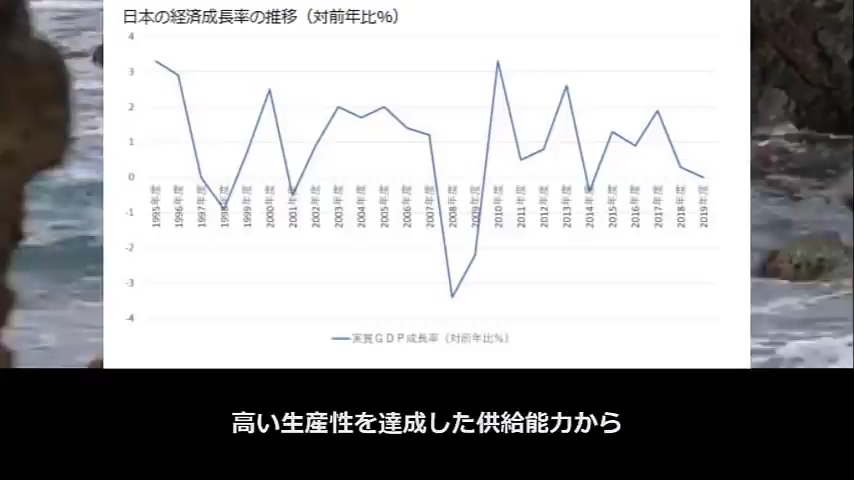 日本の経済成長率の推移（対前年比%）
4
3
2
1
0
-1
-2
-3
-4
1995年度
1996年度
1997年度
1998年度
1999年度
2000年度
2001年度
2002年度
2003年度
2004年度
2005年度
2006年度
2007年度
2008年度
2009年度
2010年度
2011年度
2012年度
2013年度
2014年度
2015年度
2016年度
2017年度
2018年度
2019年度
実質ＧＤＰ成長率（対前年比%）
高い生産性を達成した供給能力から